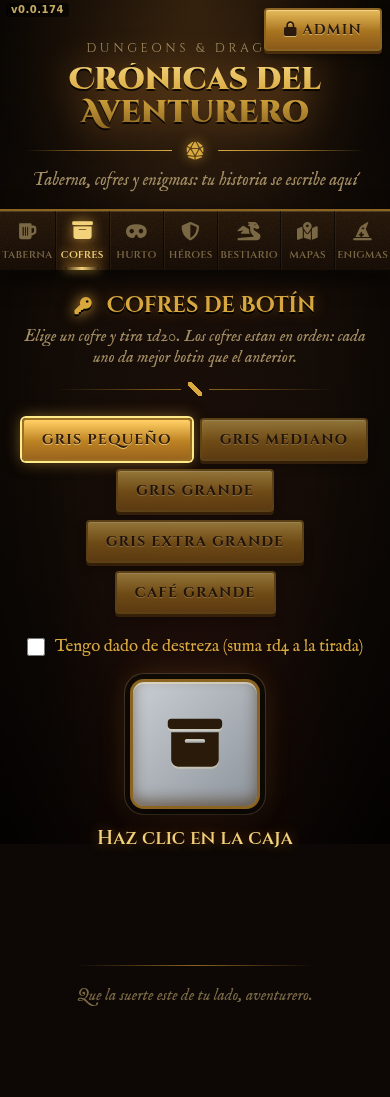 v0.0.174
ADMIN
DUNGEONS & DRAG
CRÓNICAS DEL
AVENTURERO
Taberna, cofres y enigmas: tu historia se escribe aquí
TABERNA
COFRES
HURTO
HÉROES
BESTIARIO
MAPAS
ENIGMAS
COFRES DE BOTÍN
Elige un cofre y tira 1d20. Los cofres estan en orden: cada
uno da mejor botin que el anterior.
GRIS PEQUEÑO
GRIS MEDIANO
GRIS GRANDE
GRIS EXTRA GRANDE
CAFÉ GRANDE
Tengo dado de destreza (suma 1d4 a la tirada)
HAZ CLIC EN LA CAJA
Que la suerte este de tu lado, aventurero.